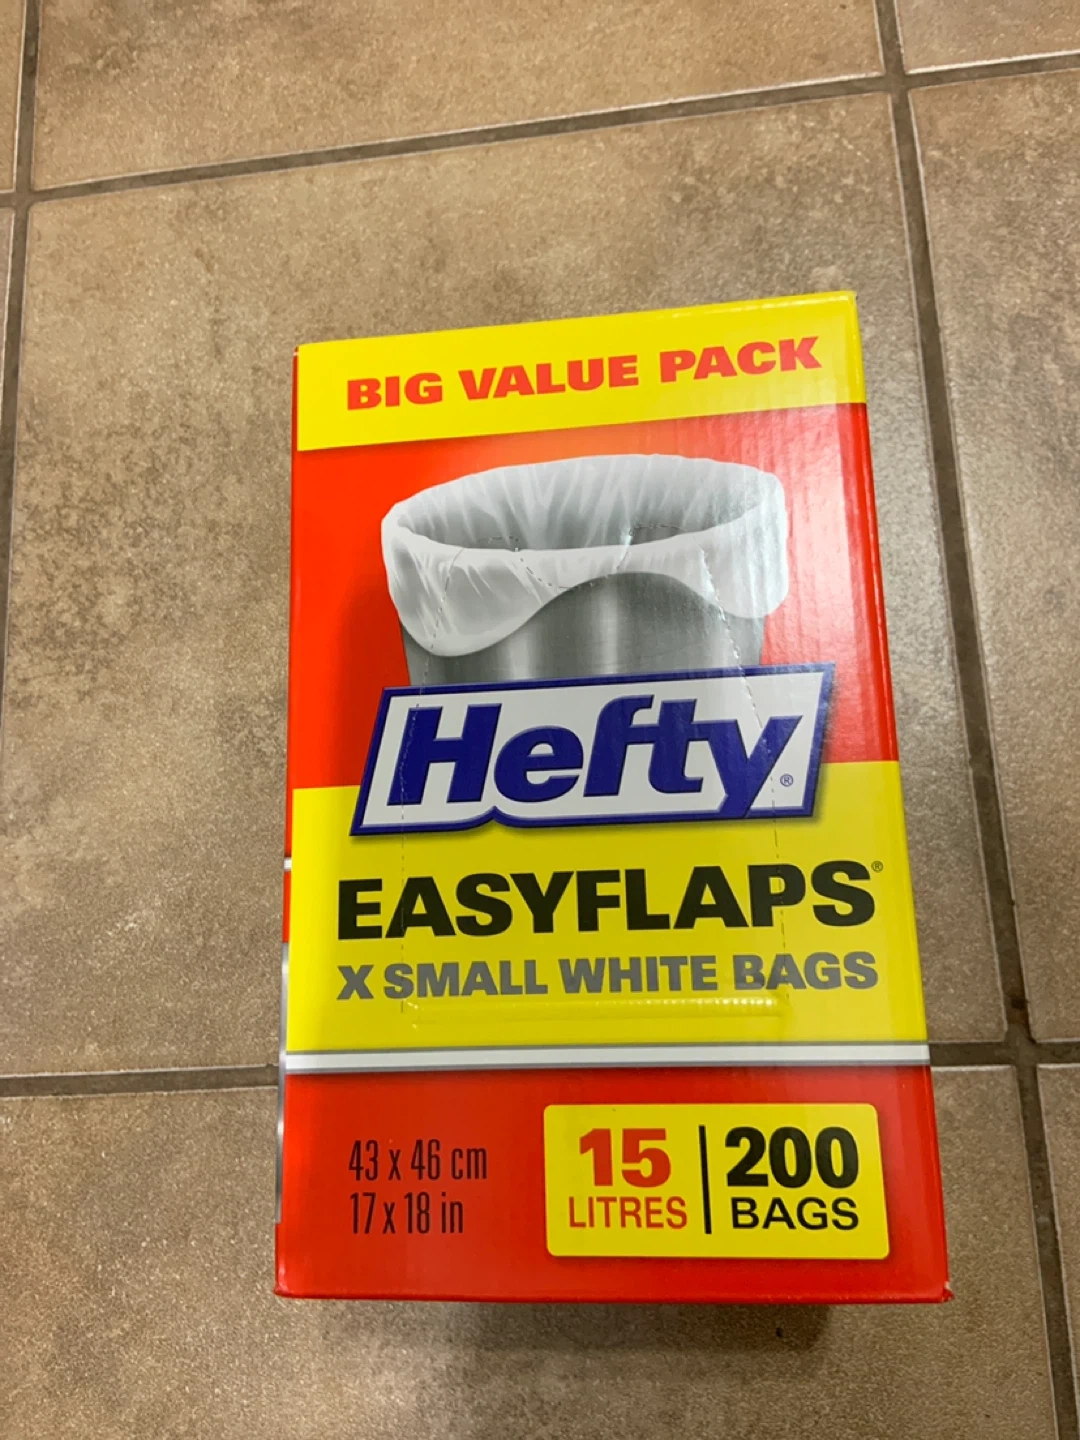 BIG VALUE PACK
Hefty®
EASYFLAPS®
X SMALL WHITE BAGS
43 x 46 cm
17 x 18 in
15
LITRES
200
BAGS